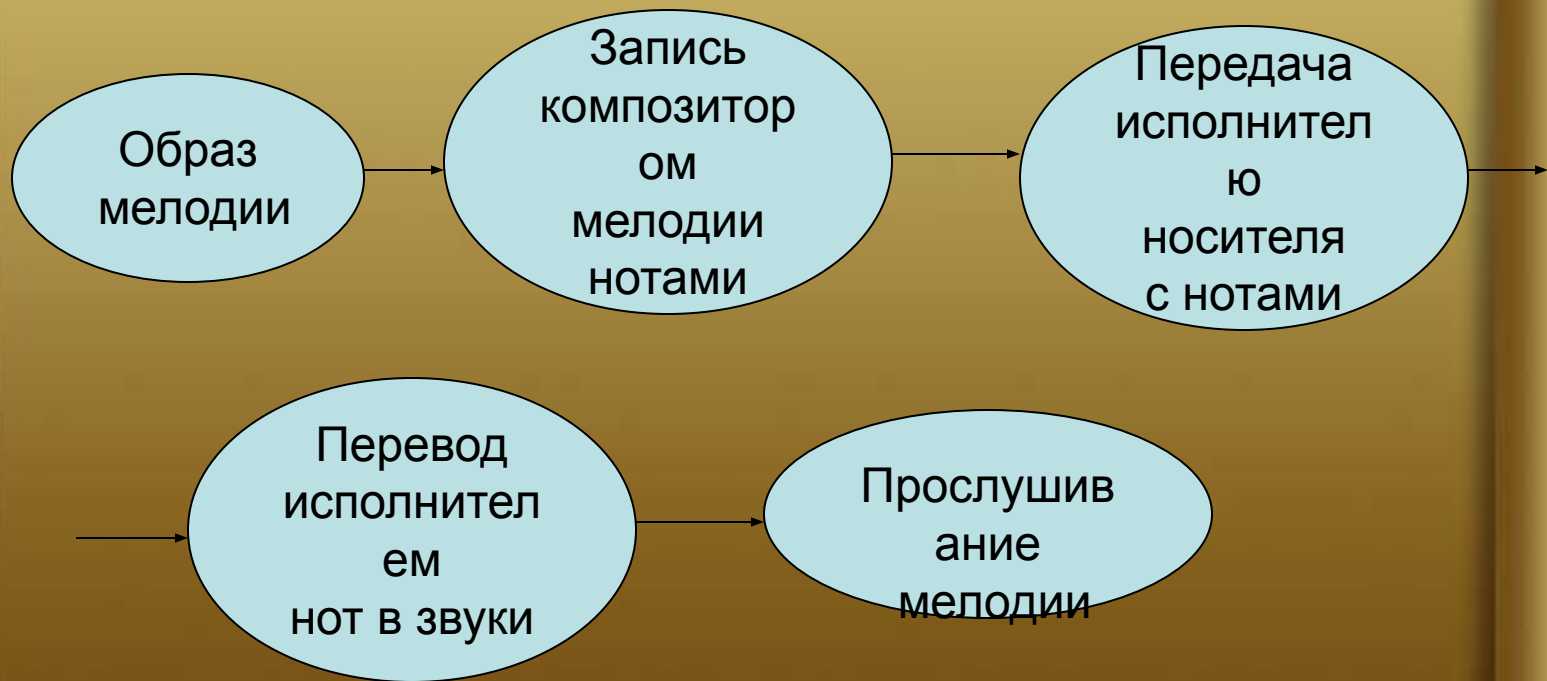 Образ
мелодии
Запись
композитор
ом
мелодии
нотами
Передача
исполнител
ю
носителя
с нотами
Перевод
исполнител
ем
нот в звуки
Прослушив
ание
мелодии